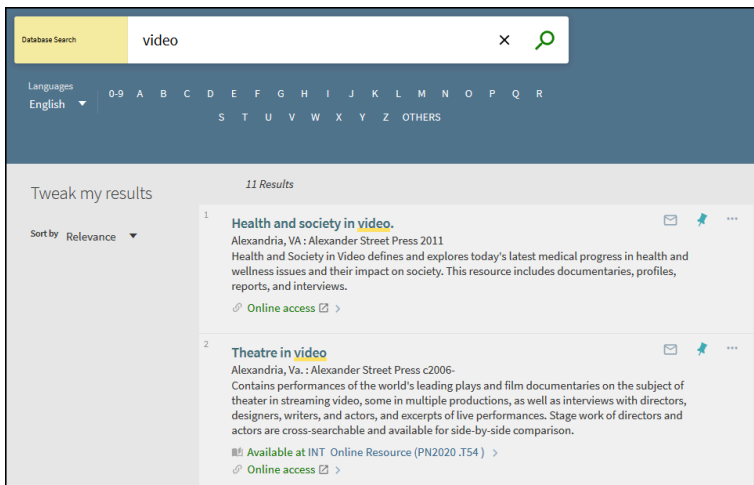 Database Search
video
Languages
English
0-9 A B C D E F G H I J K L M N O P Q R
S T U V W X Y Z OTHERS
Tweak my results
Sort by Relevance
11 Results
1
Health and society in video.
Alexandria, VA : Alexander Street Press 2011
Health and Society in Video defines and explores today's latest medical progress in health and
wellness issues and their impact on society. This resource includes documentaries, profiles,
reports, and interviews.
Online access
2
Theatre in video
Alexandria, Va. : Alexander Street Press c2006-
Contains performances of the world's leading plays and film documentaries on the subject of
theater in streaming video, some in multiple productions, as well as interviews with directors,
designers, writers, and actors, and excerpts of live performances. Stage work of directors and
actors are cross-searchable and available for side-by-side comparison.
Available at INT Online Resource (PN2020 .T54 )
Online access